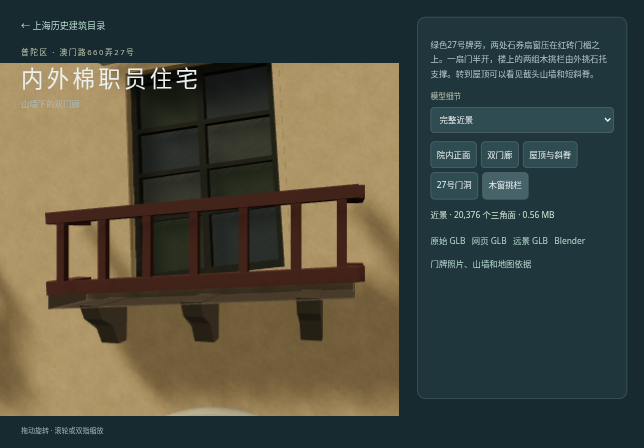 ← 上海历史建筑目录
普陀区 · 澳门路660弄27号
内外棉职员住宅
山墙下的双门廊
绿色27号牌旁，两处石券扇窗压在红砖门楣之
上。一扇门半开，楼上的两组木挑栏由外挑石托
支撑。转到屋顶可以看见截头山墙和短斜脊。
模型细节
完整近景
院内正面 双门廊 屋顶与斜脊
27号门洞 木窗挑栏
近景 · 20,376 个三角面 · 0.56 MB
原始 GLB 网页 GLB 远景 GLB Blender
门牌照片、山墙和地图依据
拖动旋转 · 滚轮或双指缩放